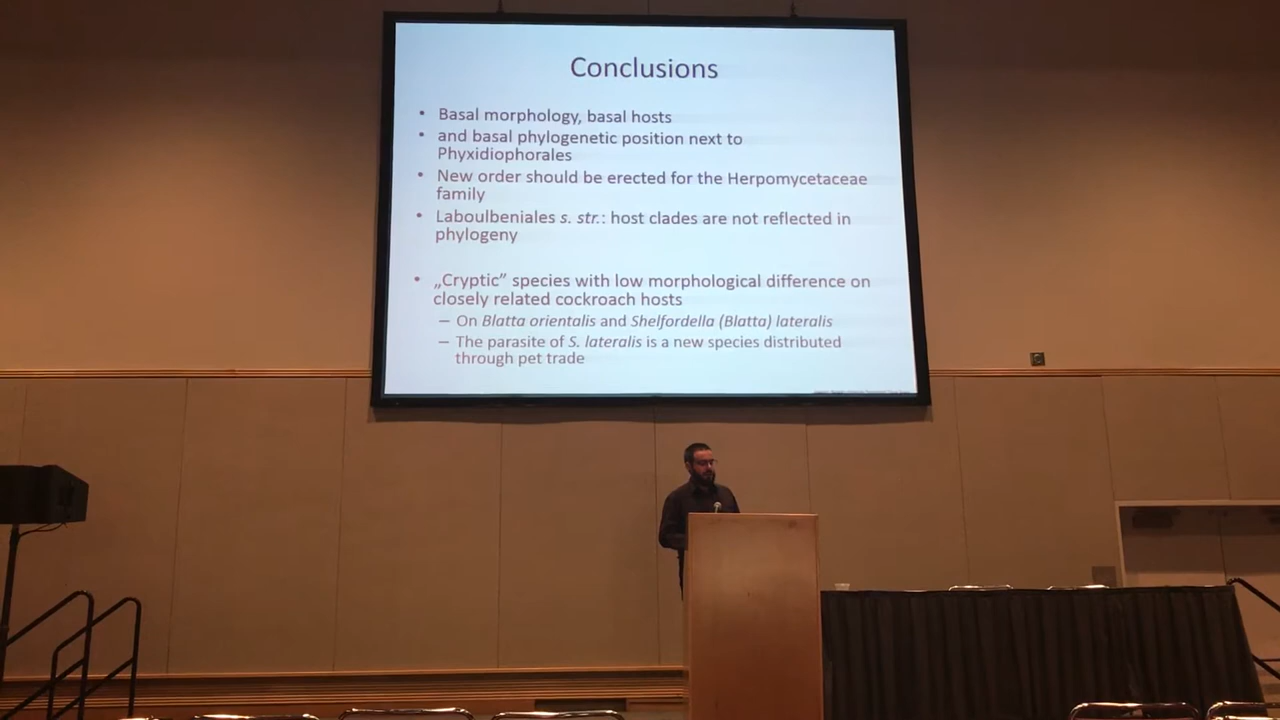 Conclusions
• Basal morphology, basal hosts
• and basal phylogenetic position next to
Phyxidiophorales
• New order should be erected for the Herpomycetaceae
family
• Laboulbeniales s. str.: host clades are not reflected in
phylogeny
• „Cryptic” species with low morphological difference on
closely related cockroach hosts
– On Blatta orientalis and Shelfordella (Blatta) lateralis
– The parasite of S. lateralis is a new species distributed
through pet trade